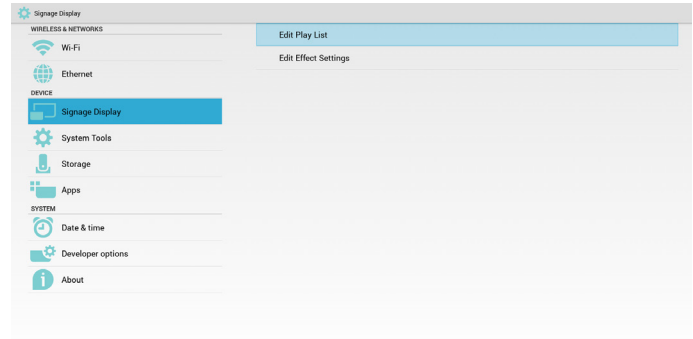 Signage Display
WIRELESS & NETWORKS
Wi-Fi
Ethernet
DEVICE
Signage Display
System Tools
Storage
Apps
SYSTEM
Date & time
Developer options
About
Edit Play List
Edit Effect Settings